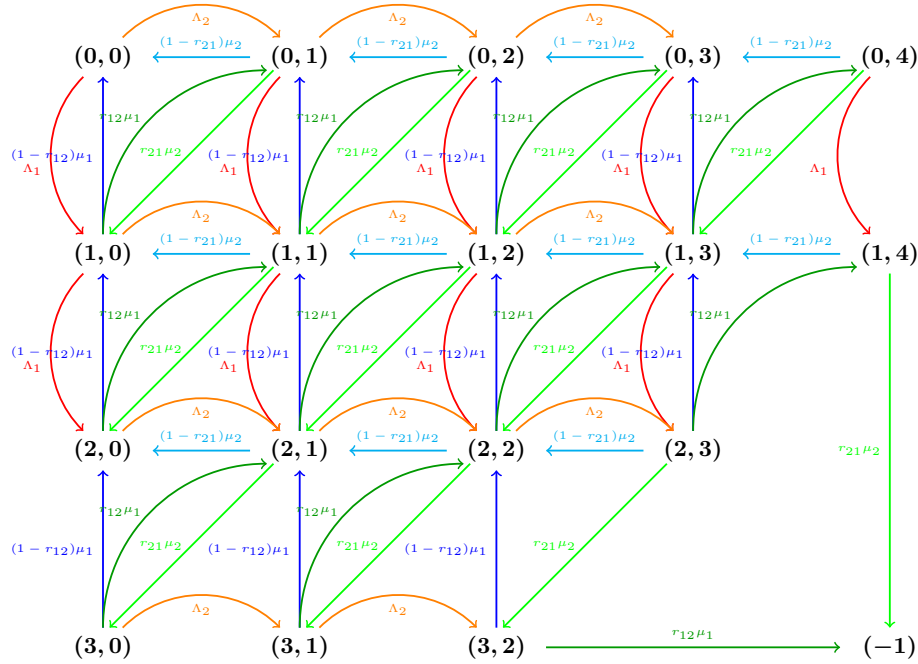 Λ₂ Λ₂ Λ₂
(1 − r₂₁)μ₂ (1 − r₂₁)μ₂ (1 − r₂₁)μ₂ (1 − r₂₁)μ₂
(0, 0) (0, 1) (0, 2) (0, 3) (0, 4)
r₁₂μ₁ r₁₂μ₁ r₁₂μ₁ r₁₂μ₁
(1 − r₁₂)μ₁ r₂₁μ₂ (1 − r₁₂)μ₁ r₂₁μ₂ (1 − r₁₂)μ₁ r₂₁μ₂ (1 − r₁₂)μ₁ r₂₁μ₂
Λ₁ Λ₁ Λ₁ Λ₁ Λ₁
Λ₂ Λ₂ Λ₂
(1 − r₂₁)μ₂ (1 − r₂₁)μ₂ (1 − r₂₁)μ₂ (1 − r₂₁)μ₂
(1, 0) (1, 1) (1, 2) (1, 3) (1, 4)
r₁₂μ₁ r₁₂μ₁ r₁₂μ₁ r₁₂μ₁
(1 − r₁₂)μ₁ r₂₁μ₂ (1 − r₁₂)μ₁ r₂₁μ₂ (1 − r₁₂)μ₁ r₂₁μ₂ (1 − r₁₂)μ₁
Λ₁ Λ₁ Λ₁ Λ₁
Λ₂ Λ₂ Λ₂
(1 − r₂₁)μ₂ (1 − r₂₁)μ₂ (1 − r₂₁)μ₂
(2, 0) (2, 1) (2, 2) (2, 3) r₂₁μ₂
r₁₂μ₁ r₁₂μ₁
(1 − r₁₂)μ₁ r₂₁μ₂ (1 − r₁₂)μ₁ r₂₁μ₂ (1 − r₁₂)μ₁ r₂₁μ₂
Λ₂ Λ₂
r₁₂μ₁
(3, 0) (3, 1) (3, 2) (−1)